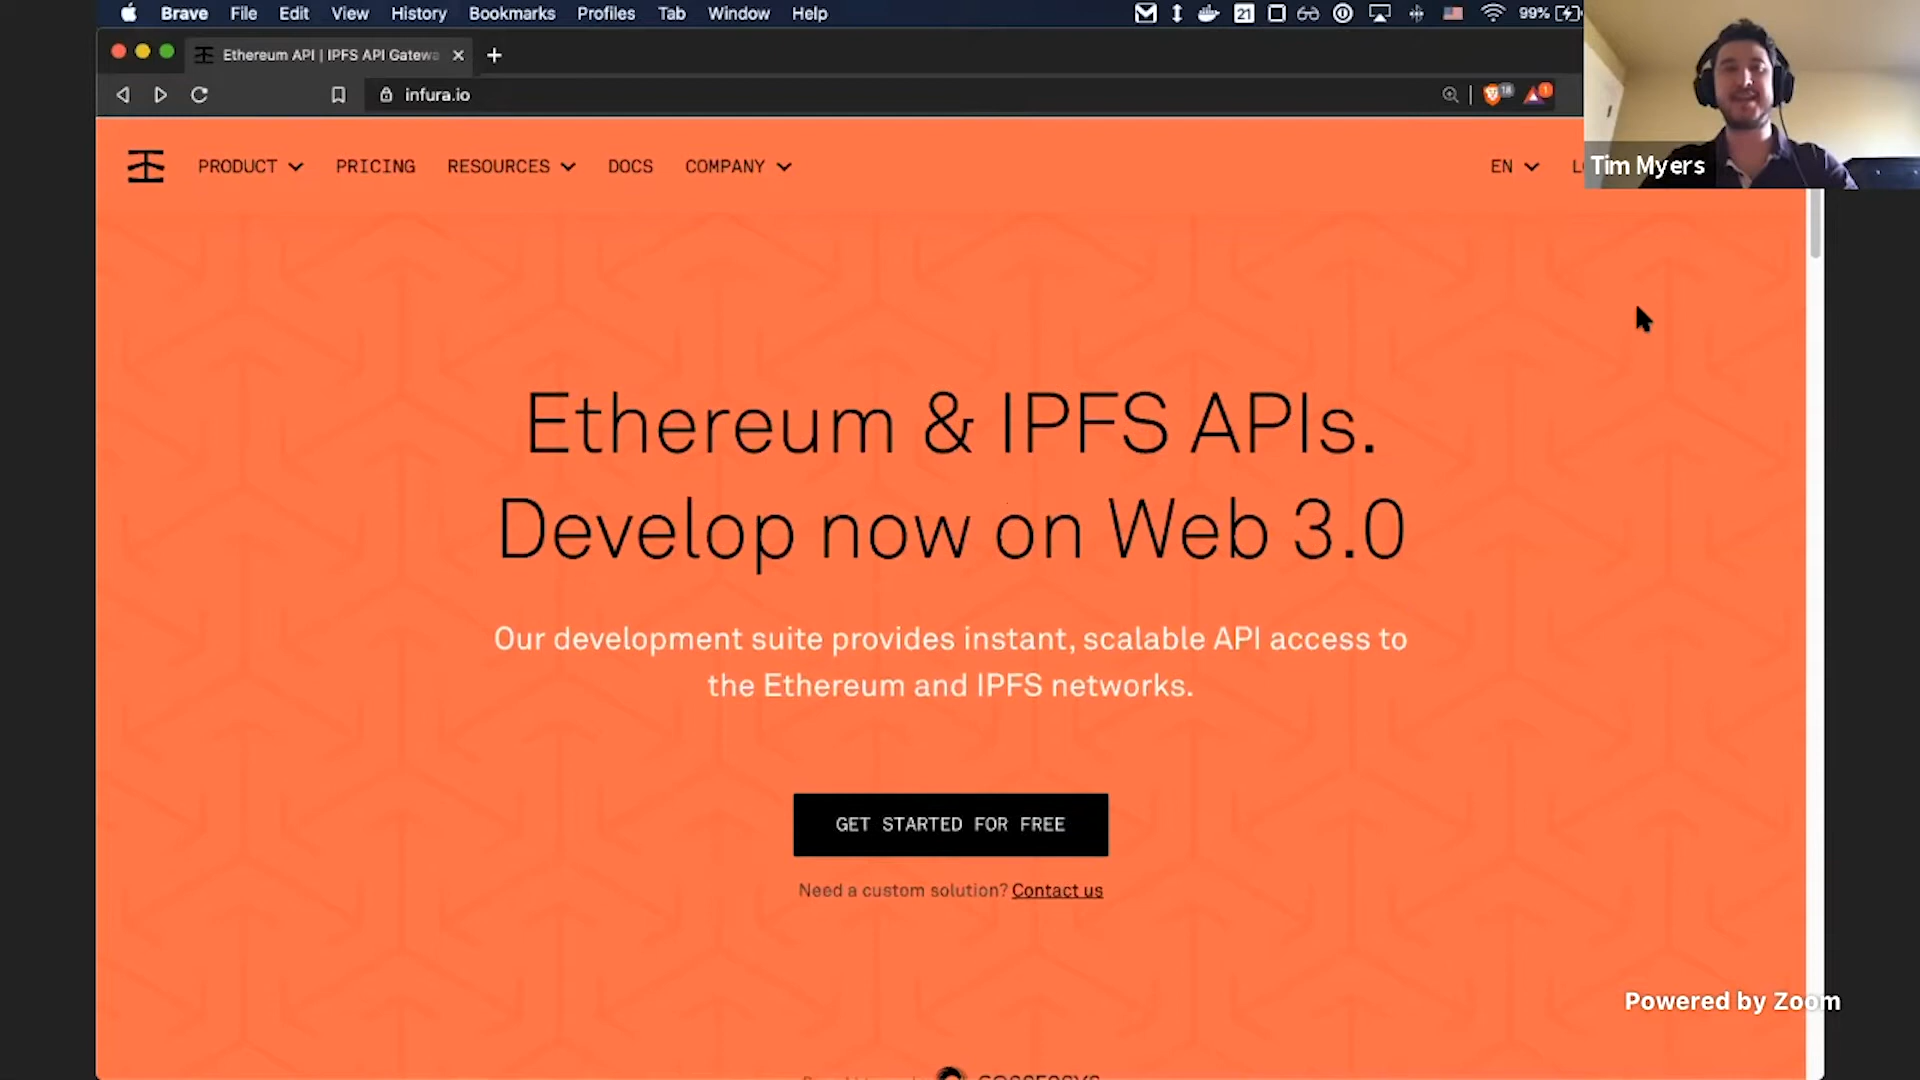 Brave File Edit View History Bookmarks Profiles Tab Window Help 21 99%
Ethereum API | IPFS API Gatewa
infura.io 18 1
PRODUCT PRICING RESOURCES DOCS COMPANY EN
Tim Myers
Ethereum & IPFS APIs.
Develop now on Web 3.0
Our development suite provides instant, scalable API access to
the Ethereum and IPFS networks.
GET STARTED FOR FREE
Need a custom solution? Contact us
Powered by Zoom